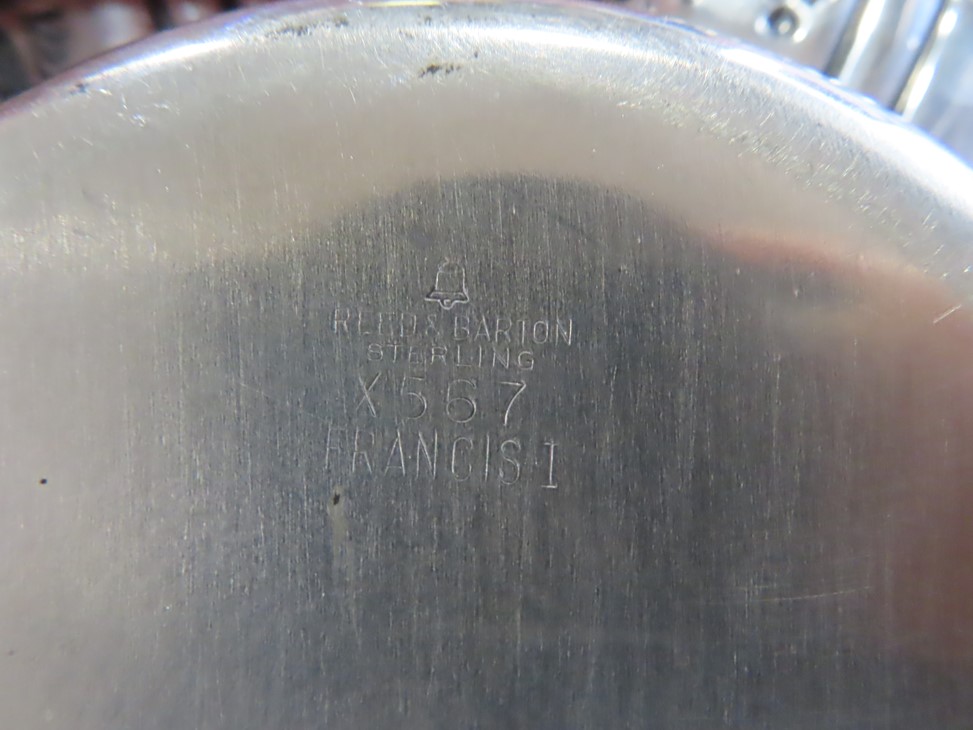 REED & BARTON
STERLING
X567
FRANCIS I